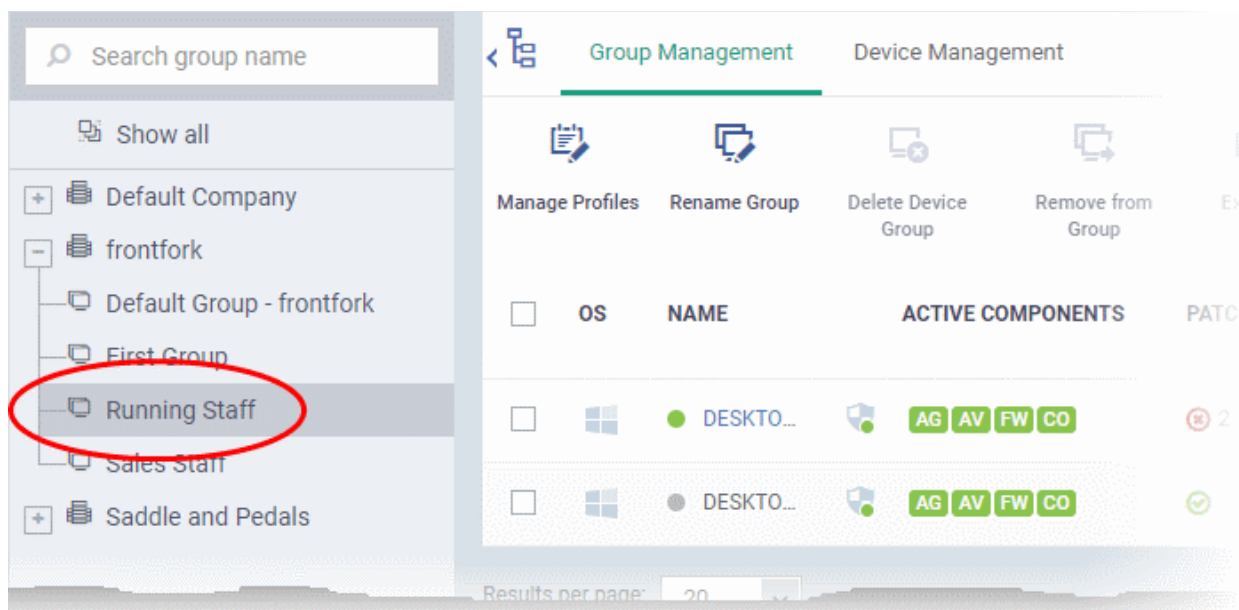 Search group name
Show all
Default Company
frontfork
Default Group - frontfork
First Group
Running Staff
Sales Staff
Saddle and Pedals
Group Management Device Management
Manage Profiles Rename Group Delete Device Group Remove from Group
OS NAME ACTIVE COMPONENTS PATC
DESKTO... AG AV FW CO 2
DESKTO... AG AV FW CO
Results per page: 20